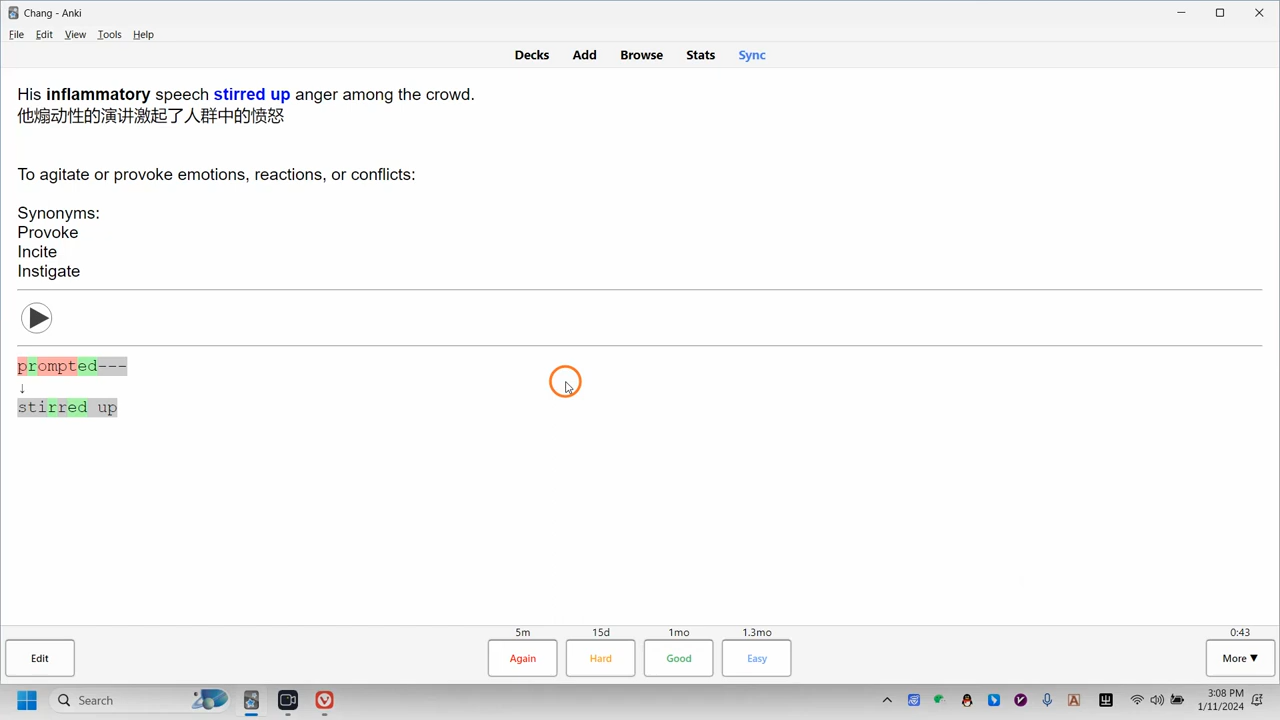 Chang - Anki
File Edit View Tools Help
Decks Add Browse Stats Sync
His inflammatory speech stirred up anger among the crowd.
他煽动性的演讲激起了人群中的愤怒
To agitate or provoke emotions, reactions, or conflicts:
Synonyms:
Provoke
Incite
Instigate
prompted---
↓
stirred up
5m 15d 1mo 1.3mo 0:43
Edit Again Hard Good Easy More ▼
Search
3:08 PM
1/11/2024